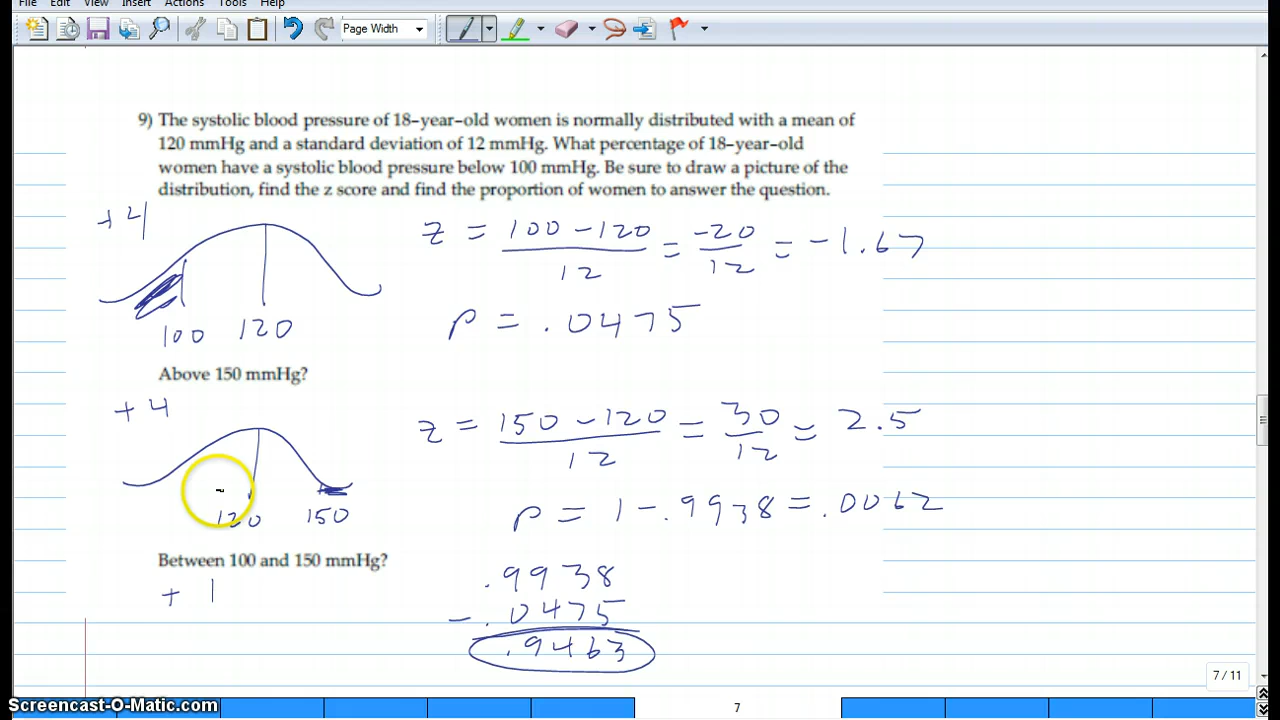 File Edit View Insert Actions Tools Help
Page Width
9) The systolic blood pressure of 18-year-old women is normally distributed with a mean of
120 mmHg and a standard deviation of 12 mmHg. What percentage of 18-year-old
women have a systolic blood pressure below 100 mmHg. Be sure to draw a picture of the
distribution, find the z score and find the proportion of women to answer the question.
+4
z = 100 - 120 / 12 = -20 / 12 = -1.67
p = .0475
100 120
Above 150 mmHg?
+4
z = 150 - 120 / 12 = 30 / 12 = 2.5
p = 1 - .9938 = .0062
120 150
Between 100 and 150 mmHg?
+1
.9938
- .0475
.9463
7 / 11
7
Screencast-O-Matic.com